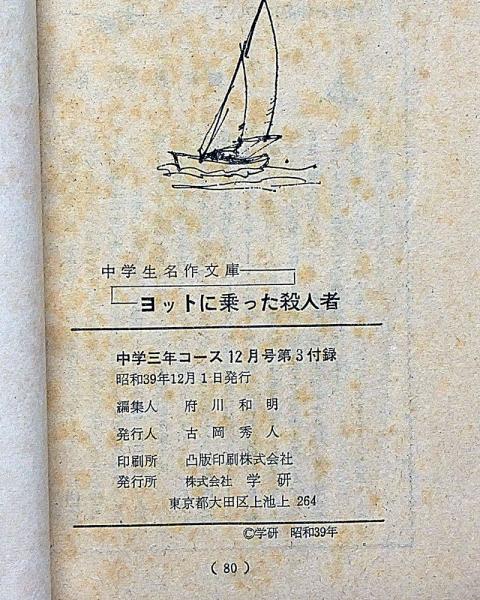 中学生名作文庫
ヨットに乗った殺人者
中学三年コース12月号第3付録
昭和39年12月1日発行
編集人 府川和明
発行人 古岡秀人
印刷所 凸版印刷株式会社
発行所 株式会社 学研
東京都大田区上池上 264
©学研 昭和39年
( 80 )